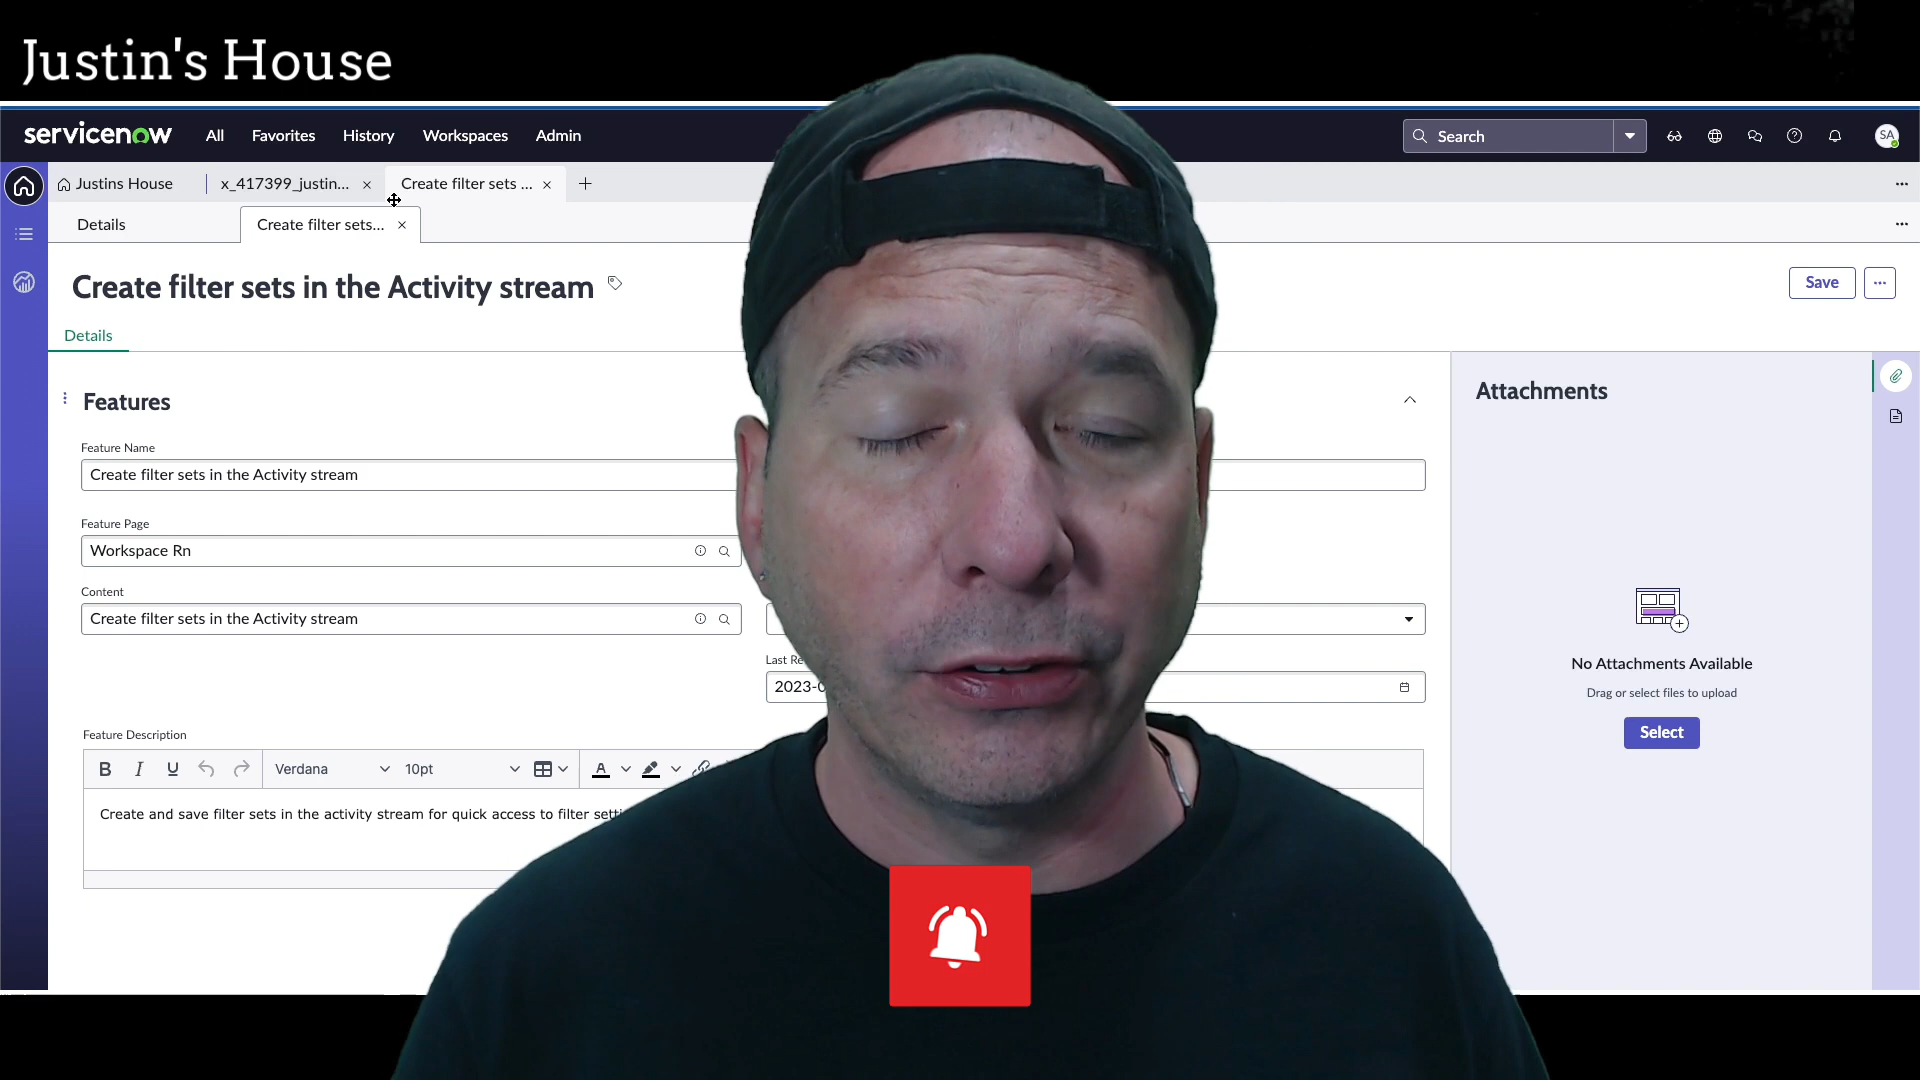 Justin's House
servicenow All Favorites History Workspaces Admin Search SA
Justins House x_417399_justin... Create filter sets ...
Details Create filter sets...
Create filter sets in the Activity stream Save
Details
Features Attachments
Feature Name
Create filter sets in the Activity stream
Feature Page
Workspace Rn
Content
Create filter sets in the Activity stream
Last
No Attachments Available
Drag or select files to upload
Select
Feature Description
B I U Verdana 10pt A
Create and save filter sets in the activity stream for quick access to filter